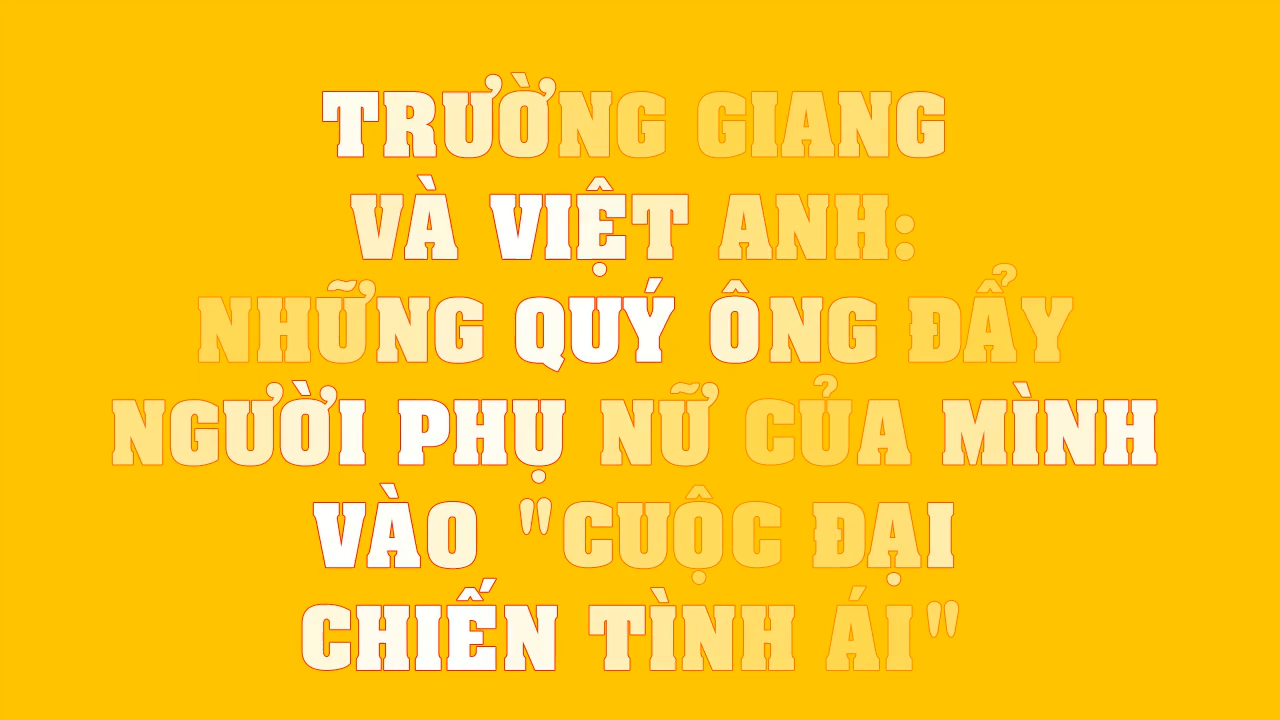 TRƯỜNG GIANG
VÀ VIỆT ANH:
NHỮNG QUÝ ÔNG ĐẨY
NGƯỜI PHỤ NỮ CỦA MÌNH
VÀO "CUỘC ĐẠI
CHIẾN TÌNH ÁI"